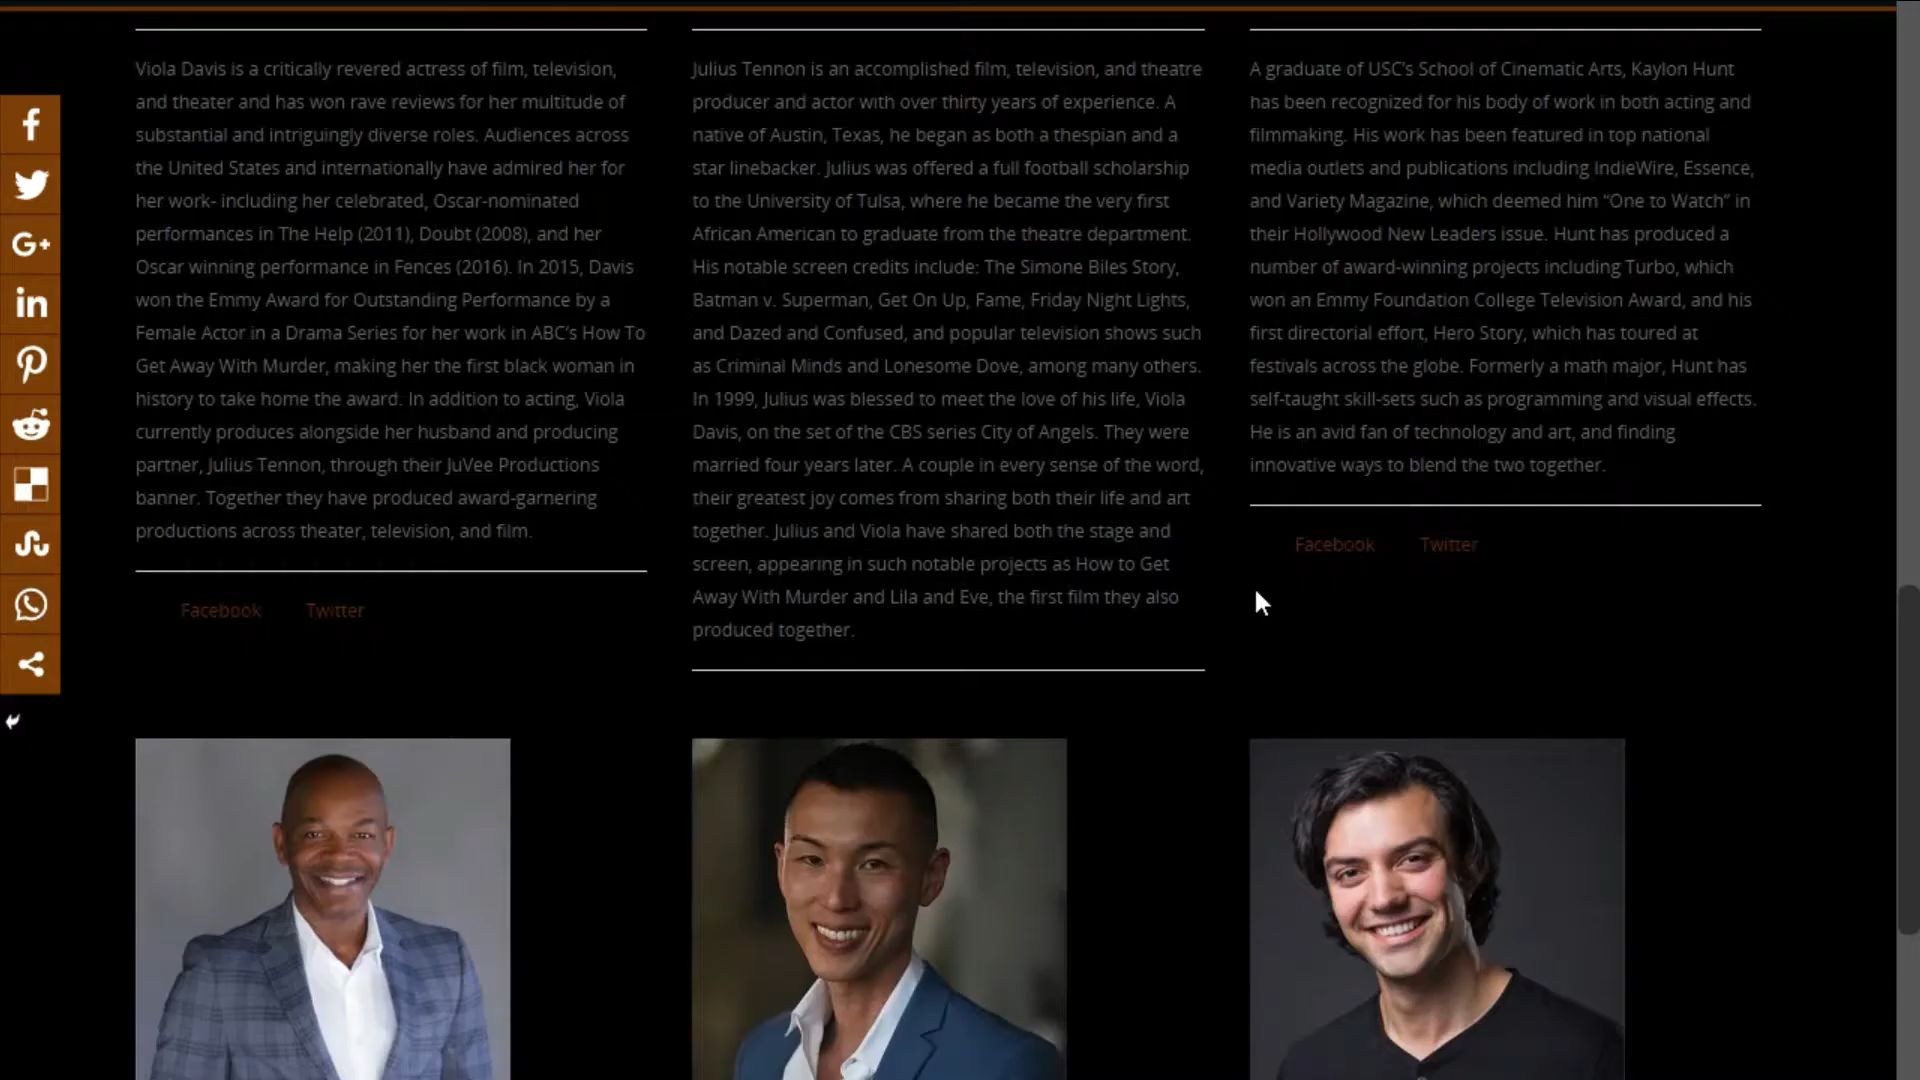 Viola Davis is a critically revered actress of film, television,
and theater and has won rave reviews for her multitude of
substantial and intriguingly diverse roles. Audiences across
the United States and internationally have admired her for
her work- including her celebrated, Oscar-nominated
performances in The Help (2011), Doubt (2008), and her
Oscar winning performance in Fences (2016). In 2015, Davis
won the Emmy Award for Outstanding Performance by a
Female Actor in a Drama Series for her work in ABC's How To
Get Away With Murder, making her the first black woman in
history to take home the award. In addition to acting, Viola
currently produces alongside her husband and producing
partner, Julius Tennon, through their JuVee Productions
banner. Together they have produced award-garnering
productions across theater, television, and film.
Facebook Twitter
Julius Tennon is an accomplished film, television, and theatre
producer and actor with over thirty years of experience. A
native of Austin, Texas, he began as both a thespian and a
star linebacker. Julius was offered a full football scholarship
to the University of Tulsa, where he became the very first
African American to graduate from the theatre department.
His notable screen credits include: The Simone Biles Story,
Batman v. Superman, Get On Up, Fame, Friday Night Lights,
and Dazed and Confused, and popular television shows such
as Criminal Minds and Lonesome Dove, among many others.
In 1999, Julius was blessed to meet the love of his life, Viola
Davis, on the set of the CBS series City of Angels. They were
married four years later. A couple in every sense of the word,
their greatest joy comes from sharing both their life and art
together. Julius and Viola have shared both the stage and
screen, appearing in such notable projects as How to Get
Away With Murder and Lila and Eve, the first film they also
produced together.
A graduate of USC's School of Cinematic Arts, Kaylon Hunt
has been recognized for his body of work in both acting and
filmmaking. His work has been featured in top national
media outlets and publications including IndieWire, Essence,
and Variety Magazine, which deemed him “One to Watch” in
their Hollywood New Leaders issue. Hunt has produced a
number of award-winning projects including Turbo, which
won an Emmy Foundation College Television Award, and his
first directorial effort, Hero Story, which has toured at
festivals across the globe. Formerly a math major, Hunt has
self-taught skill-sets such as programming and visual effects.
He is an avid fan of technology and art, and finding
innovative ways to blend the two together.
Facebook Twitter